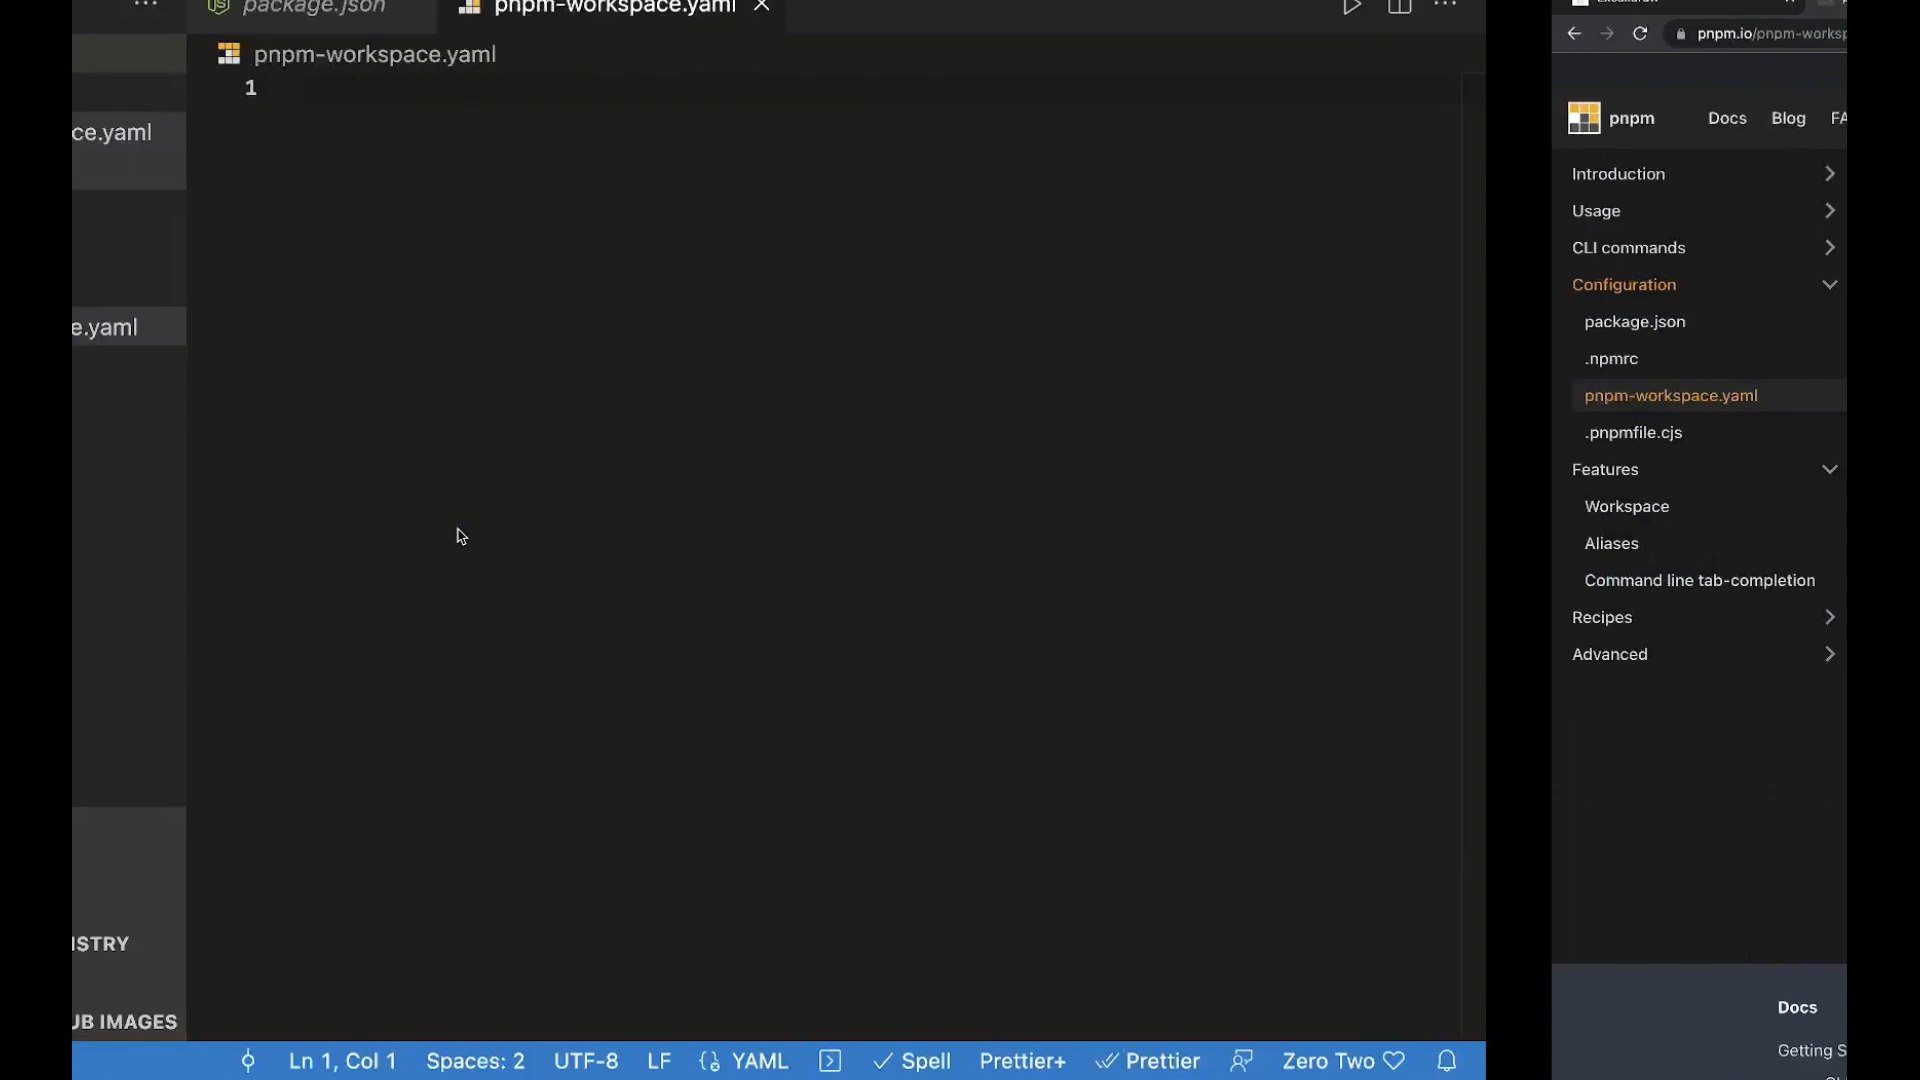 package.json
pnpm-workspace.yaml
pnpm-workspace.yaml
1
ce.yaml
e.yaml
ISTRY
UB IMAGES
Ln 1, Col 1
Spaces: 2
UTF-8
LF
YAML
Spell
Prettier+
Prettier
Zero Two
pnpm.io/pnpm-worksp
pnpm
Docs
Blog
FA
Introduction
Usage
CLI commands
Configuration
package.json
.npmrc
pnpm-workspace.yaml
.pnpmfile.cjs
Features
Workspace
Aliases
Command line tab-completion
Recipes
Advanced
Docs
Getting S